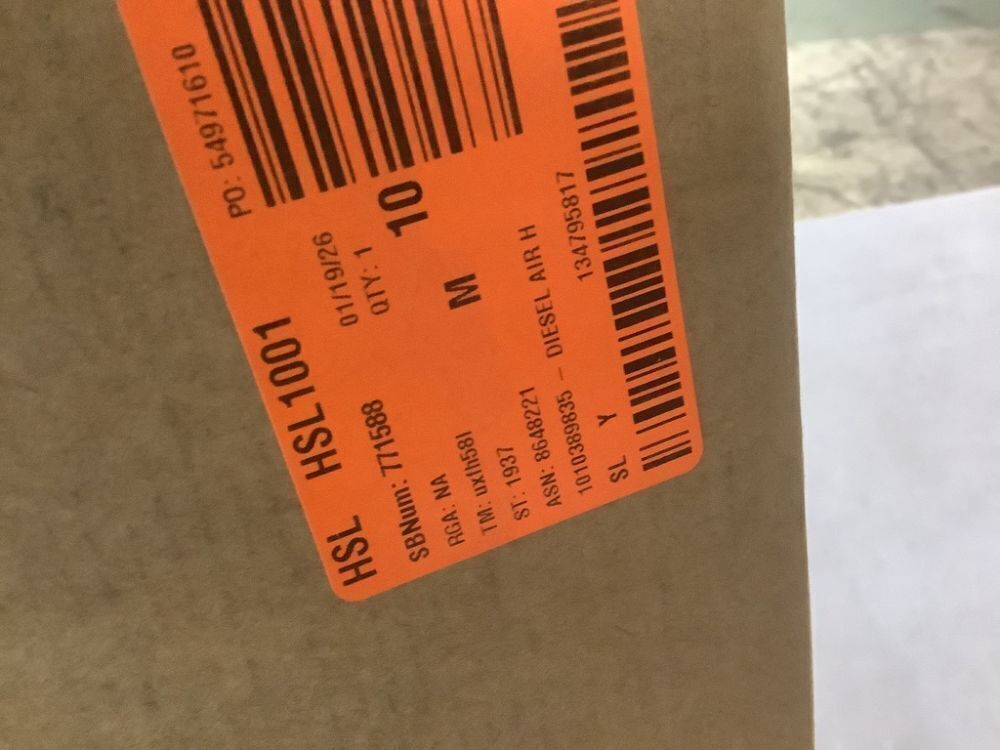 HSL HSL1001 PO: 549771610
01/19/26
SBNum: 771588 QTY: 1
RGA: NA 10
TM: uxlh58l M
ST: 1937
ASN: 8648221
1010389835 - DIESEL AIR H
SL Y 134795817